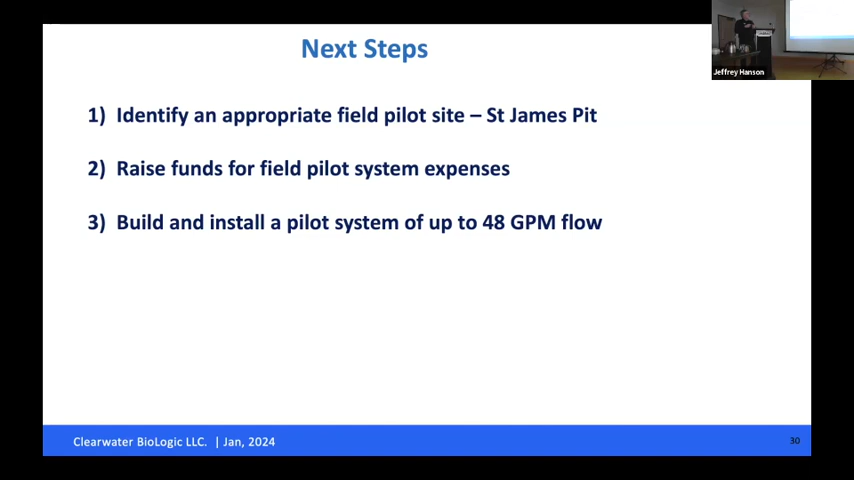 Next Steps
Jeffrey Hanson
1) Identify an appropriate field pilot site – St James Pit
2) Raise funds for field pilot system expenses
3) Build and install a pilot system of up to 48 GPM flow
Clearwater BioLogic LLC. | Jan, 2024
30